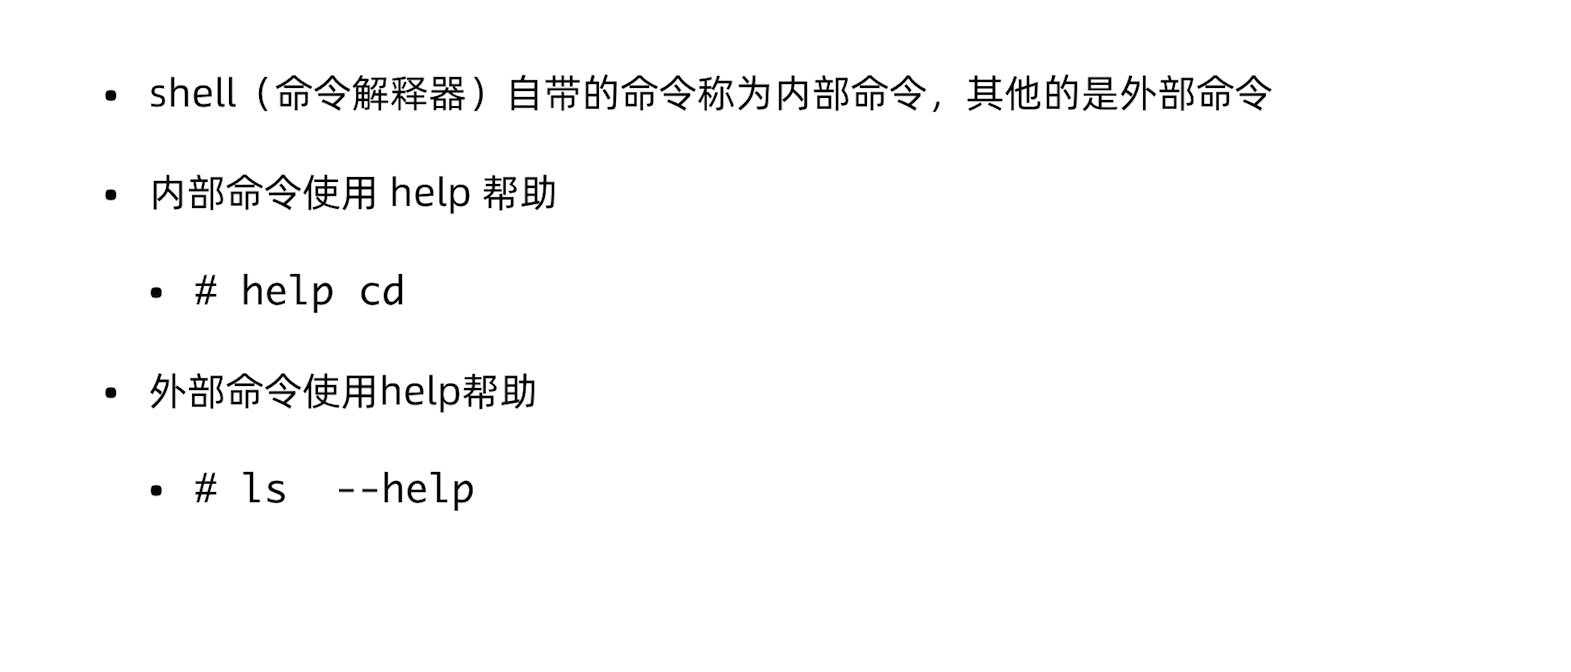 • shell（命令解释器）自带的命令称为内部命令，其他的是外部命令
• 内部命令使用 help 帮助
• # help cd
• 外部命令使用help帮助
• # ls  --help